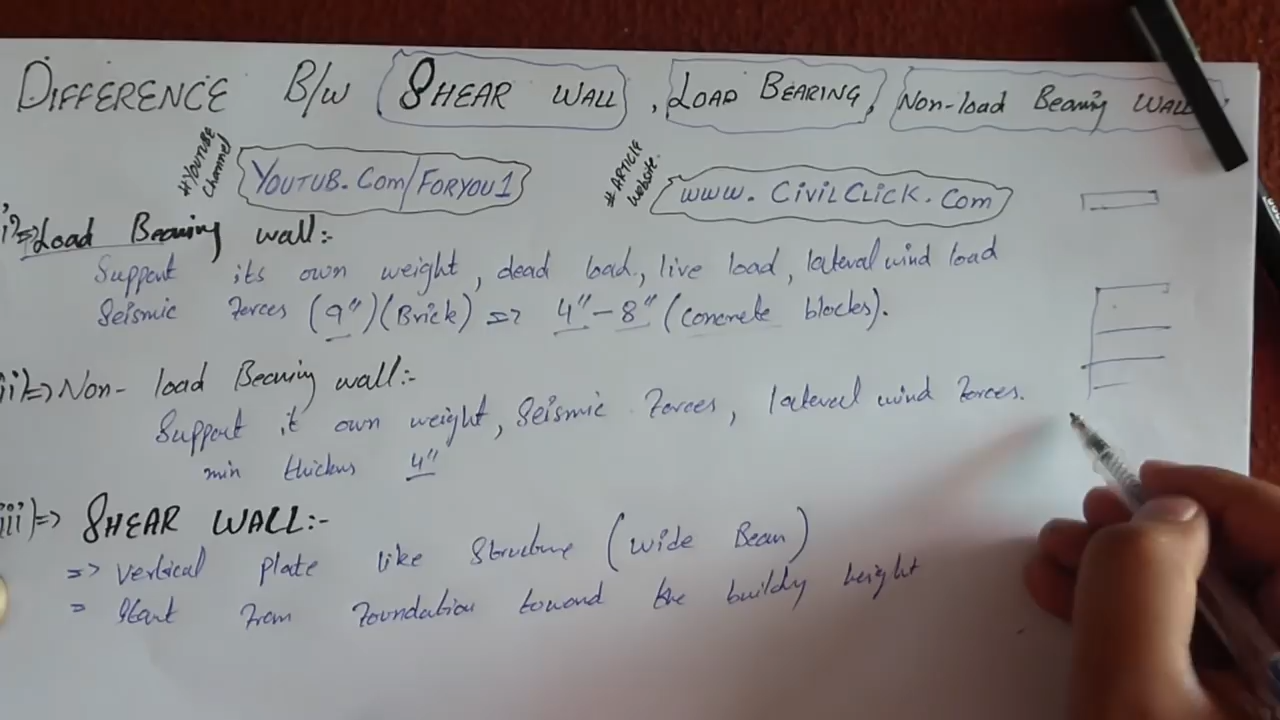 DIFFERENCE B/W SHEAR WALL, LOAD BEARING, Non-load Bearing WALL
#YOUTUBE Channel
YOUTUB.COM/FORYOU1
#ARTICLE website.
www.CIVILCLICK.Com
i)=> Load Bearing wall:-
Support its own weight, dead load, live load, lateral wind load
Seismic Forces (9")(Brick) => 4"-8" (concrete blocks).
ii)=> Non-load Bearing wall:-
Support it own weight, Seismic Forces, lateral wind Forces.
min thickns 4"
iii)=> SHEAR WALL:-
=> Vertical Plate like Structure (Wide Beam)
= Start From Foundation toward the buildig height